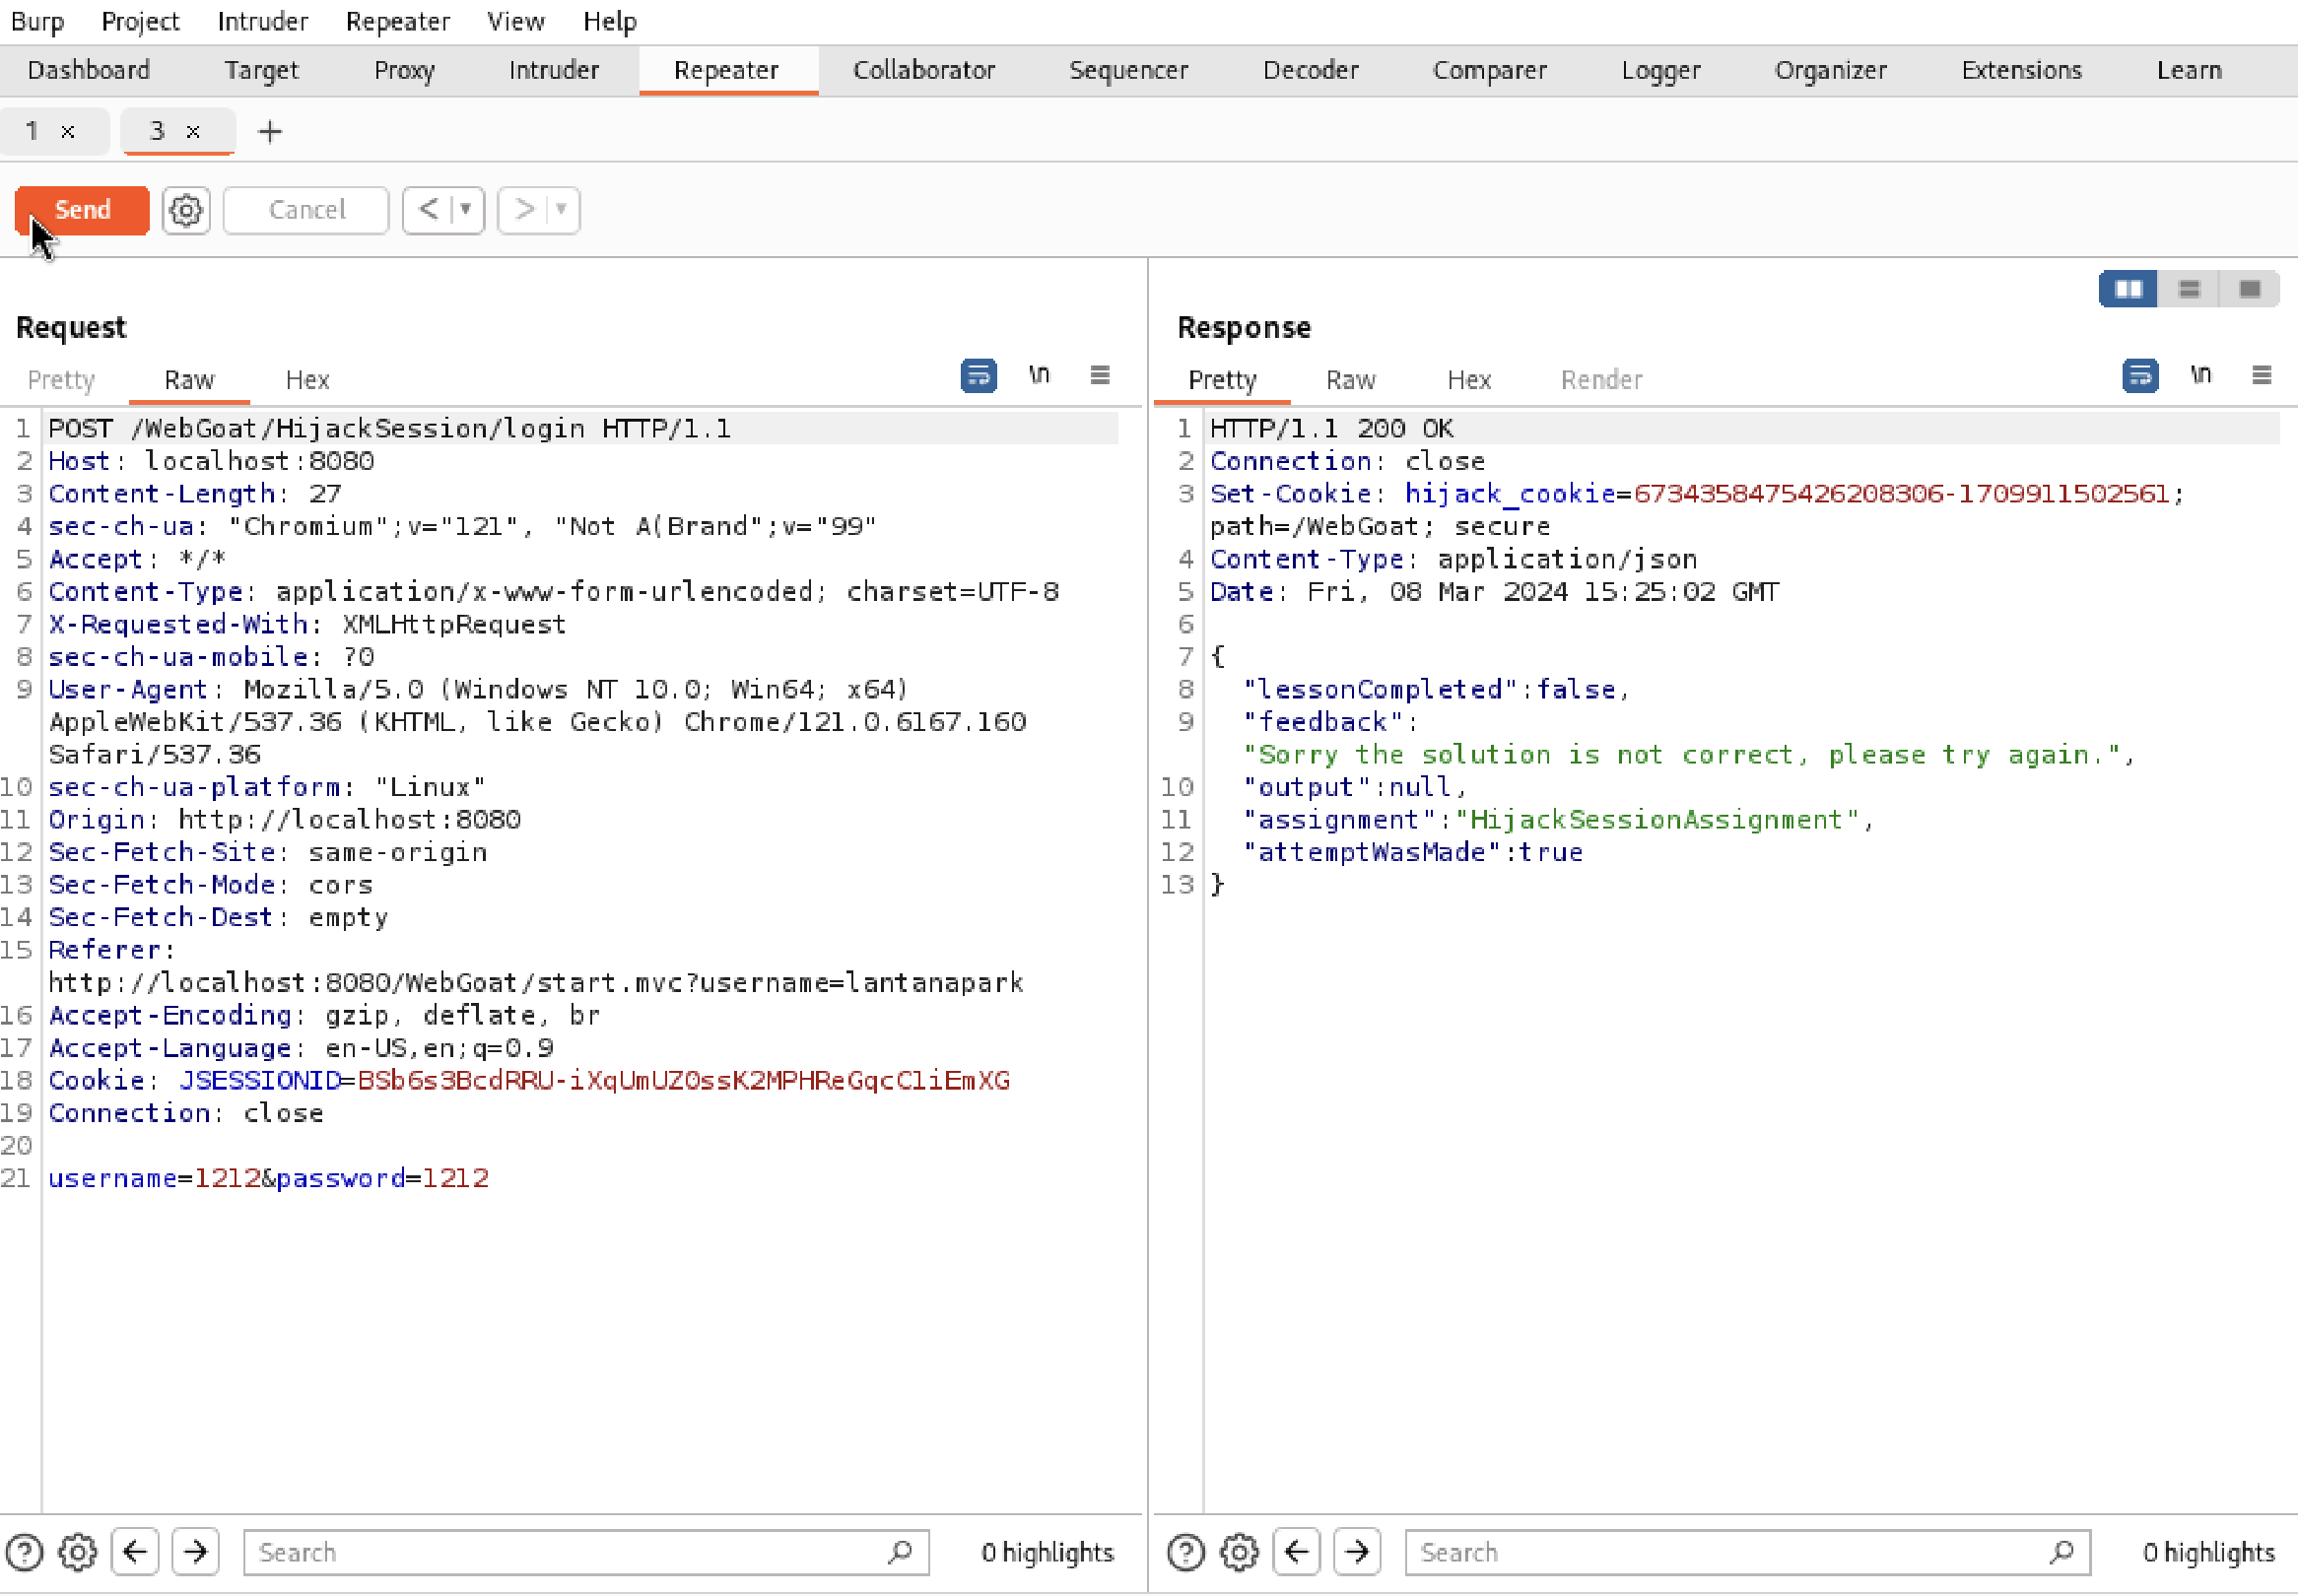 Burp Project Intruder Repeater View Help
Dashboard Target Proxy Intruder Repeater Collaborator Sequencer Decoder Comparer Logger Organizer Extensions Learn
1 × 3 × +
Send Cancel < ▼ > ▼
Request
Pretty Raw Hex \n
1 POST /WebGoat/HijackSession/login HTTP/1.1
2 Host: localhost:8080
3 Content-Length: 27
4 sec-ch-ua: "Chromium";v="121", "Not A(Brand";v="99"
5 Accept: */*
6 Content-Type: application/x-www-form-urlencoded; charset=UTF-8
7 X-Requested-With: XMLHttpRequest
8 sec-ch-ua-mobile: ?0
9 User-Agent: Mozilla/5.0 (Windows NT 10.0; Win64; x64)
AppleWebKit/537.36 (KHTML, like Gecko) Chrome/121.0.6167.160
Safari/537.36
10 sec-ch-ua-platform: "Linux"
11 Origin: http://localhost:8080
12 Sec-Fetch-Site: same-origin
13 Sec-Fetch-Mode: cors
14 Sec-Fetch-Dest: empty
15 Referer:
http://localhost:8080/WebGoat/start.mvc?username=lantanapark
16 Accept-Encoding: gzip, deflate, br
17 Accept-Language: en-US,en;q=0.9
18 Cookie: JSESSIONID=BSb6s3BcdRRU-iXqUmUZ0ssK2MPHReGqcCliEmXG
19 Connection: close
20
21 username=1212&password=1212
Search 0 highlights
Response
Pretty Raw Hex Render \n
1 HTTP/1.1 200 OK
2 Connection: close
3 Set-Cookie: hijack_cookie=6734358475426208306-1709911502561;
path=/WebGoat; secure
4 Content-Type: application/json
5 Date: Fri, 08 Mar 2024 15:25:02 GMT
6
7 {
8 "lessonCompleted":false,
9 "feedback":
"Sorry the solution is not correct, please try again.",
10 "output":null,
11 "assignment":"HijackSessionAssignment",
12 "attemptWasMade":true
13 }
Search 0 highlights